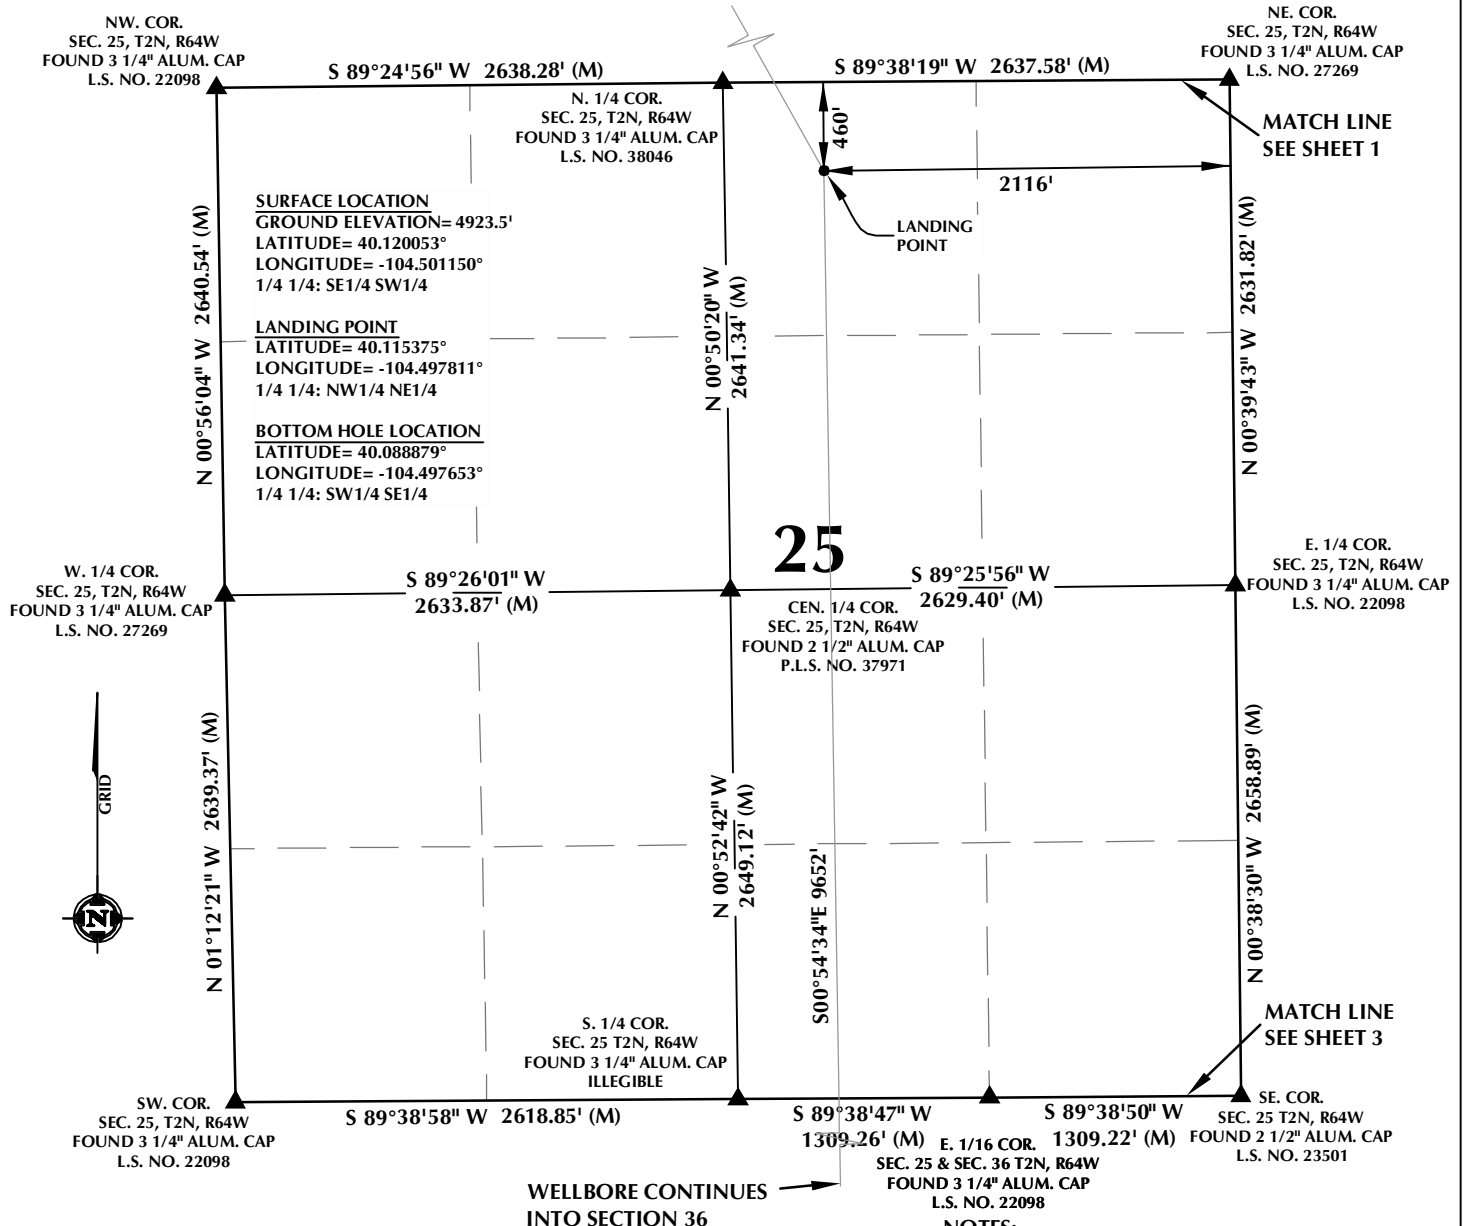 NW. COR.
SEC. 25, T2N, R64W
FOUND 3 1/4" ALUM. CAP
L.S. NO. 22098
S 89°24'56" W 2638.28' (M)
N. 1/4 COR.
SEC. 25, T2N, R64W
FOUND 3 1/4" ALUM. CAP
L.S. NO. 38046
S 89°38'19" W 2637.58' (M)
NE. COR.
SEC. 25, T2N, R64W
FOUND 3 1/4" ALUM. CAP
L.S. NO. 27269
MATCH LINE
SEE SHEET 1
460'
2116'
LANDING
POINT
SURFACE LOCATION
GROUND ELEVATION= 4923.5'
LATITUDE= 40.120053°
LONGITUDE= -104.501150°
1/4 1/4: SE1/4 SW1/4
LANDING POINT
LATITUDE= 40.115375°
LONGITUDE= -104.497811°
1/4 1/4: NW1/4 NE1/4
BOTTOM HOLE LOCATION
LATITUDE= 40.088879°
LONGITUDE= -104.497653°
1/4 1/4: SW1/4 SE1/4
N 00°56'04" W 2640.54' (M)
N 00°50'20" W
2641.34' (M)
N 00°39'43" W 2631.82' (M)
25
W. 1/4 COR.
SEC. 25, T2N, R64W
FOUND 3 1/4" ALUM. CAP
L.S. NO. 27269
S 89°26'01" W
2633.87' (M)
S 89°25'56" W
2629.40' (M)
CEN. 1/4 COR.
SEC. 25, T2N, R64W
FOUND 2 1/2" ALUM. CAP
P.L.S. NO. 37971
E. 1/4 COR.
SEC. 25, T2N, R64W
FOUND 3 1/4" ALUM. CAP
L.S. NO. 22098
GRID
N
N 01°12'21" W 2639.37' (M)
N 00°52'42" W
2649.12' (M)
S00°54'34"E 9652'
N 00°38'30" W 2658.89' (M)
MATCH LINE
SEE SHEET 3
S. 1/4 COR.
SEC. 25 T2N, R64W
FOUND 3 1/4" ALUM. CAP
ILLEGIBLE
SW. COR.
SEC. 25, T2N, R64W
FOUND 3 1/4" ALUM. CAP
L.S. NO. 22098
S 89°38'58" W 2618.85' (M)
S 89°38'47" W
1309.26' (M)
E. 1/16 COR.
SEC. 25 & SEC. 36 T2N, R64W
FOUND 3 1/4" ALUM. CAP
L.S. NO. 22098
S 89°38'50" W
1309.22' (M)
SE. COR.
SEC. 25 T2N, R64W
FOUND 2 1/2" ALUM. CAP
L.S. NO. 23501
WELLBORE CONTINUES
INTO SECTION 36
NOTES: